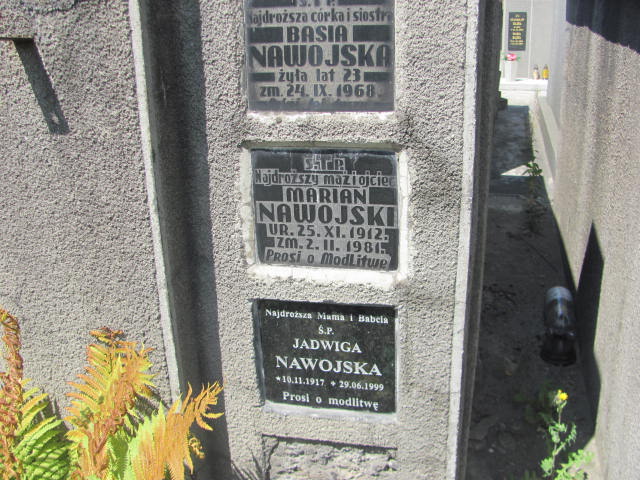 Ś. † P.
Najdroższa córka i siostra
BASIA
NAWOJSKA
żyła lat 23
zm. 24. IX. 1968.
Ś. † P.
Najdroższy mąż i ojciec
MARIAN
NAWOJSKI
UR. 25. XI. 1912.
ZM. 2. II. 1981.
Prosi o ModLitwę
Najdroższa Mama i Babcia
Ś.P.
JADWIGA
NAWOJSKA
*10.11.1917 + 29.06.1999
Prosi o modlitwę